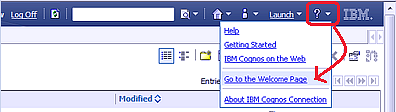 Log Off
Launch
?
IBM.
Help
Getting Started
IBM Cognos on the Web
Go to the Welcome Page
About IBM Cognos Connection
Entrie
Modified